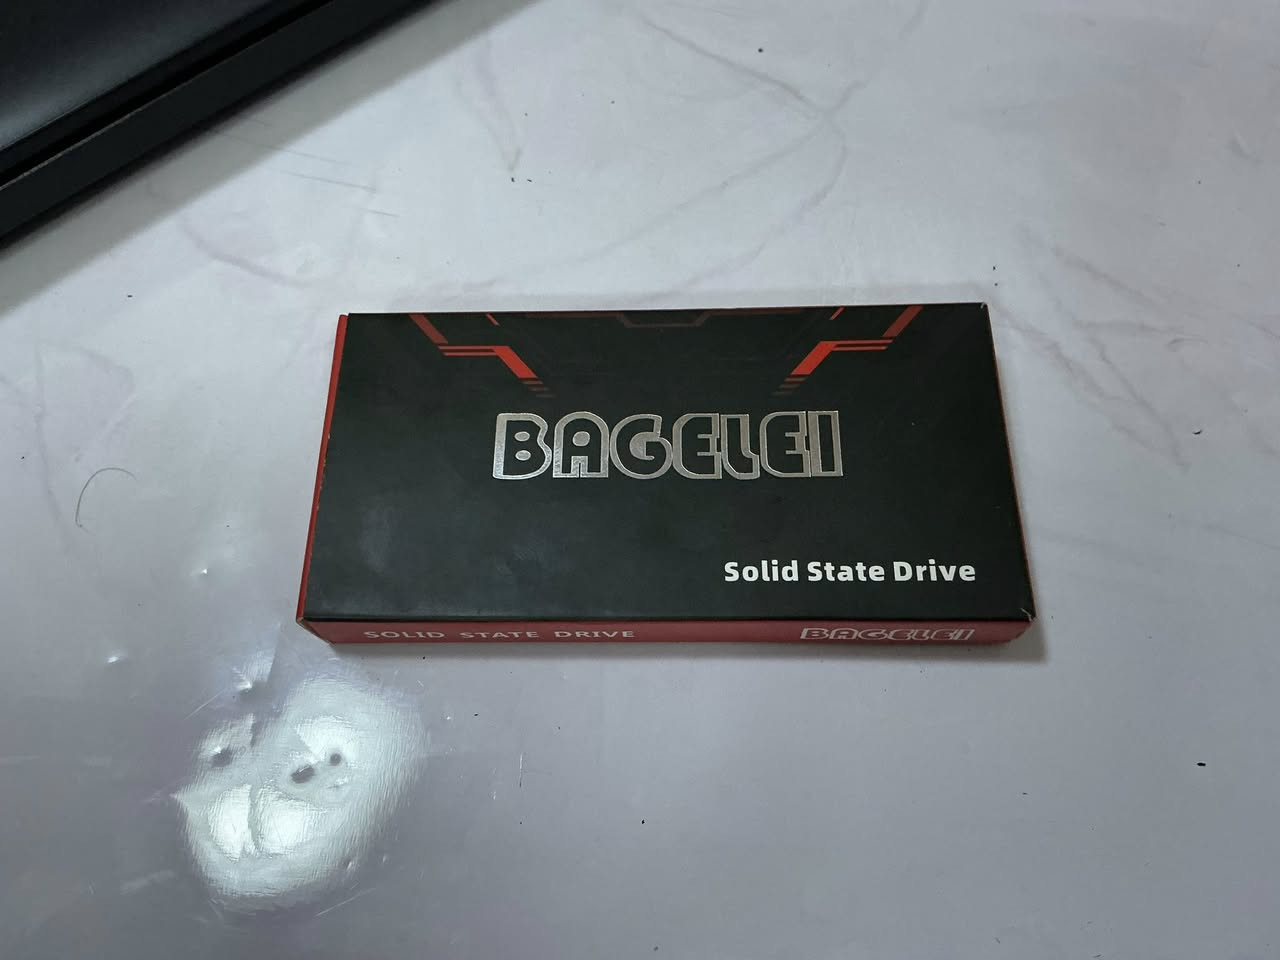 BAGELEI
Solid State Drive
SOLID STATE DRIVE BAGELEI